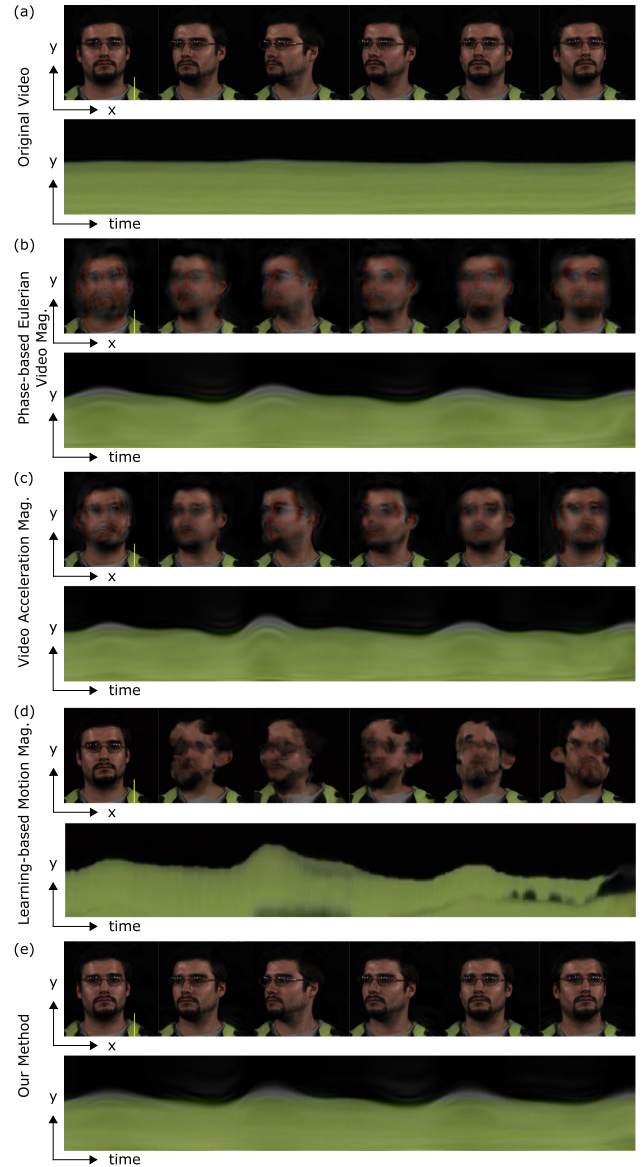 (a)
Original Video
y
x
y
time
(b)
Phase-based Eulerian
Video Mag.
y
x
y
time
(c)
Video Acceleration Mag.
y
x
y
time
(d)
Learning-based Motion Mag.
y
x
y
time
(e)
Our Method
y
x
y
time